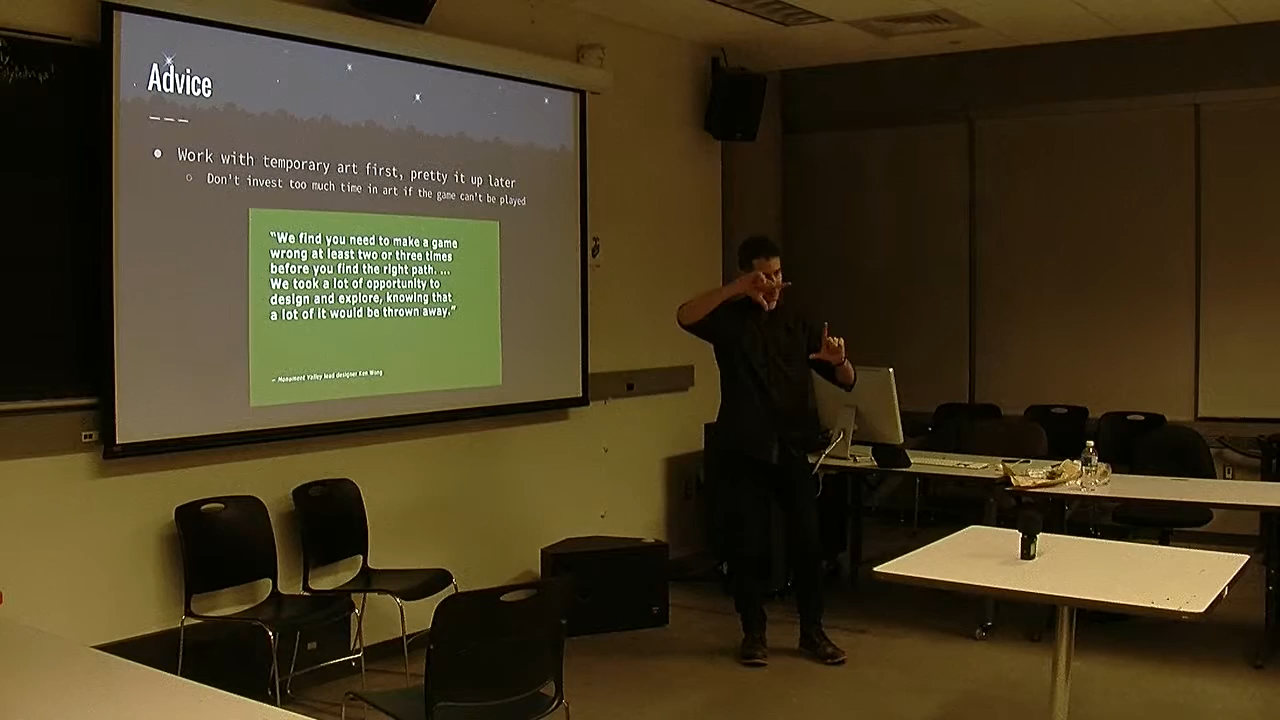 Advice
Work with temporary art first, pretty it up later
Don't invest too much time in art if the game can't be played
"We find you need to make a game
wrong at least two or three times
before you find the right path. ...
We took a lot of opportunity to
design and explore, knowing that
a lot of it would be thrown away."
– Monument Valley lead designer Ken Wong